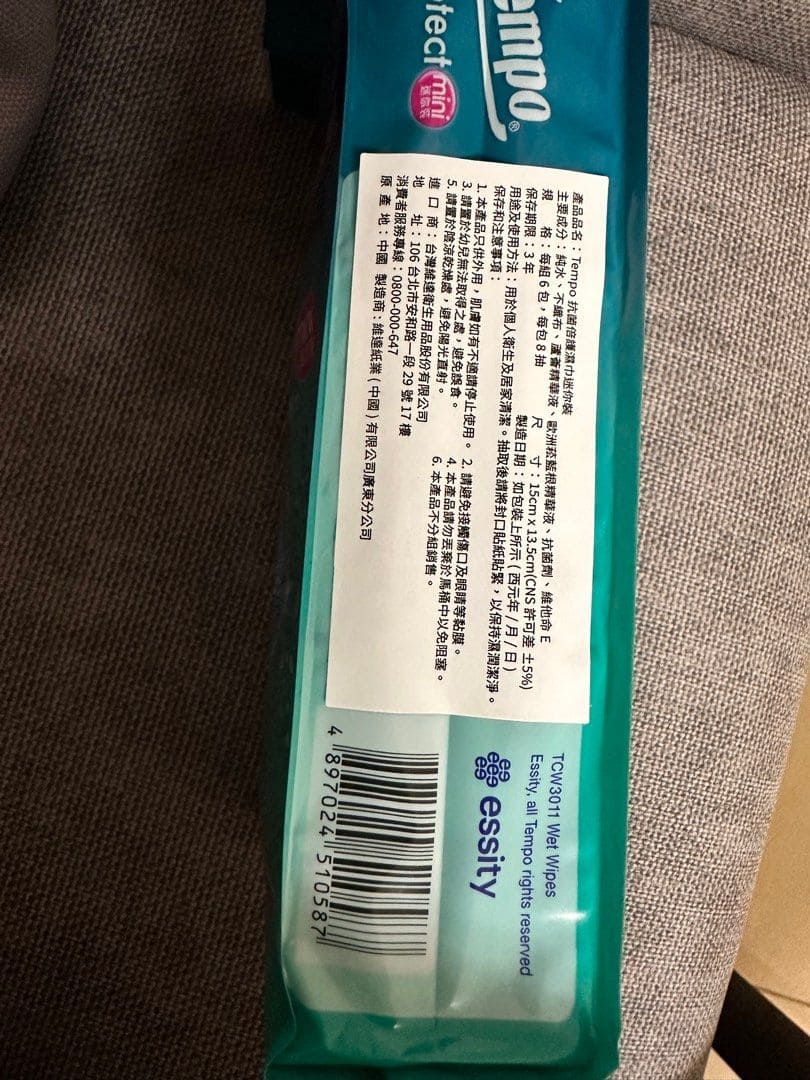 empo®
otect mini
迷你裝
產品品名：Tempo 抗菌倍護濕巾迷你裝
主要成分：純水、不織布、蘆薈精華液、歐洲菘藍根精華液、抗菌劑、維他命 E
規 格：每組 6 包，每包 8 抽 尺 寸：15cm x 13.5cm(CNS 許可差 ±5%)
保存期限：3 年 製造日期：如包裝上所示 ( 西元年 / 月 / 日 )
用途及使用方法：用於個人衛生及居家清潔。抽取後請將封口貼紙貼緊，以保持濕潤潔淨。
保存和注意事項：
1. 本產品只供外用，肌膚如有不適請停止使用。 2. 請避免接觸傷口及眼睛等黏膜。
3. 請置於幼兒無法取得之處，避免誤食。 4. 本產品請勿丟棄於馬桶中以免阻塞。
5. 請置於陰涼乾燥處，避免陽光直射。 6. 本產品不分組銷售。
進 口 商：台灣維達衛生用品股份有限公司
地 址：106 台北市安和路一段 29 號 17 樓
消費者服務專線：0800-000-647
原 產 地：中國 製造商：維達紙業 ( 中國 ) 有限公司廣東分公司
TCW3011 Wet Wipes
Essity, all Tempo rights reserved
essity
4 897024 510587